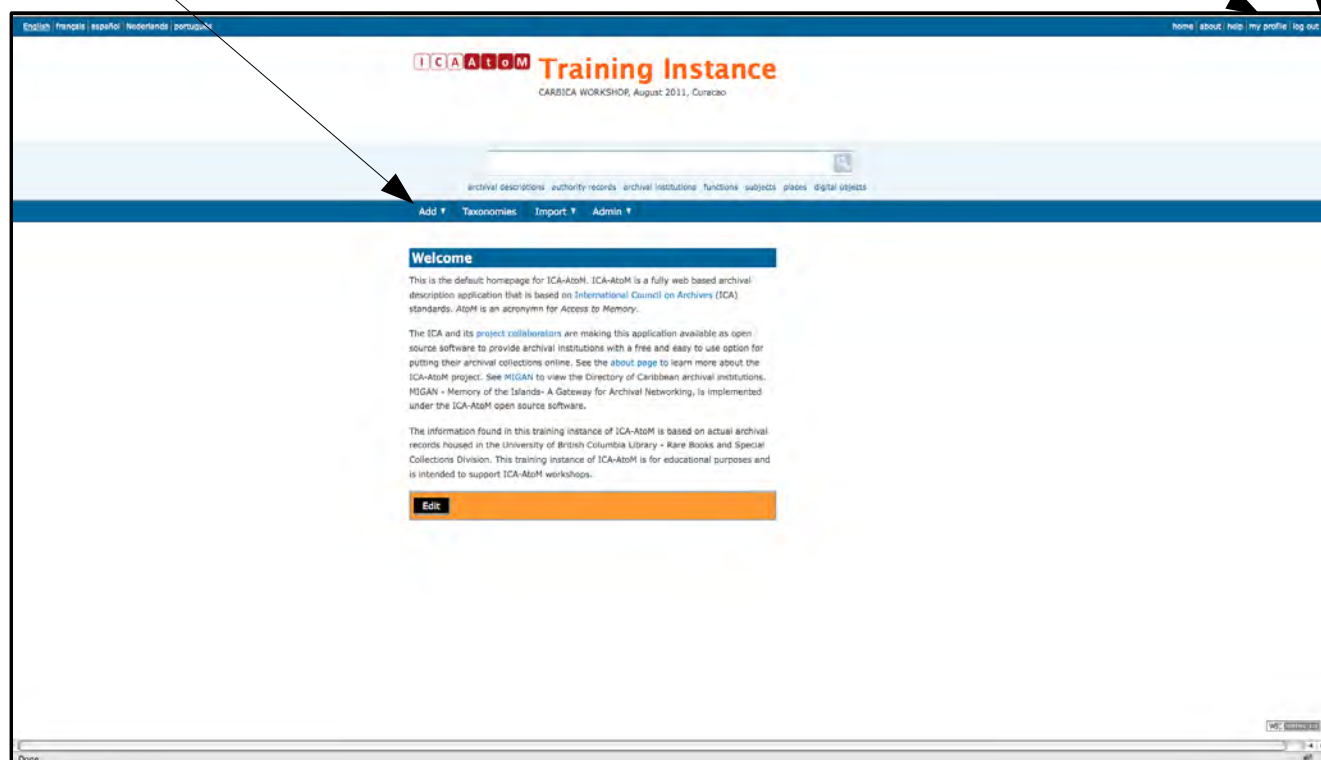 English français español Nederlands português
home about help my profile log out
ICA AtoM Training Instance
CARBICA WORKSHOP, August 2011, Curacao
archival descriptions authority records archival institutions functions subjects places digital objects
Add Taxonomies Import Admin
Welcome
This is the default homepage for ICA-AtoM. ICA-AtoM is a fully web based archival
description application that is based on International Council on Archives (ICA)
standards. AtoM is an acronymn for Access to Memory.
The ICA and its project collaborators are making this application available as open
source software to provide archival institutions with a free and easy to use option for
putting their archival collections online. See the about page to learn more about the
ICA-AtoM project. See MIGAN to view the Directory of Caribbean archival institutions.
MIGAN - Memory of the Islands- A Gateway for Archival Networking, is implemented
under the ICA-AtoM open source software.
The information found in this training instance of ICA-AtoM is based on actual archival
records housed in the University of British Columbia Library - Rare Books and Special
Collections Division. This training instance of ICA-AtoM is for educational purposes and
is intended to support ICA-AtoM workshops.
Edit
W3C
Done